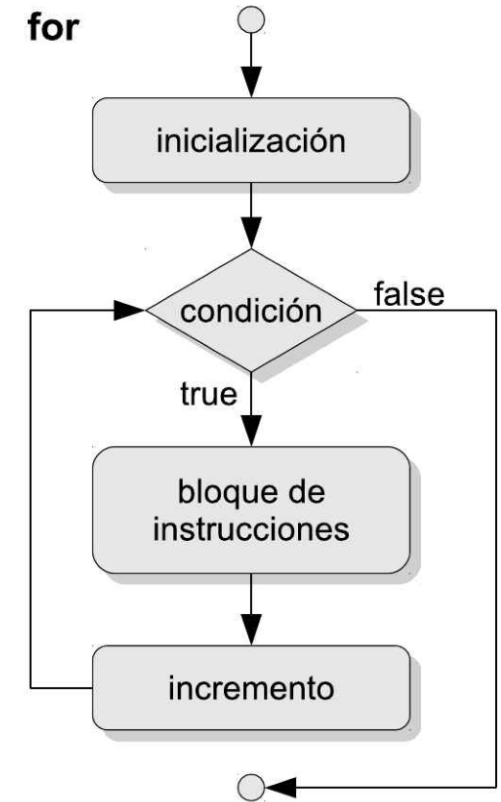 for
inicialización
condición
false
true
bloque de
instrucciones
incremento